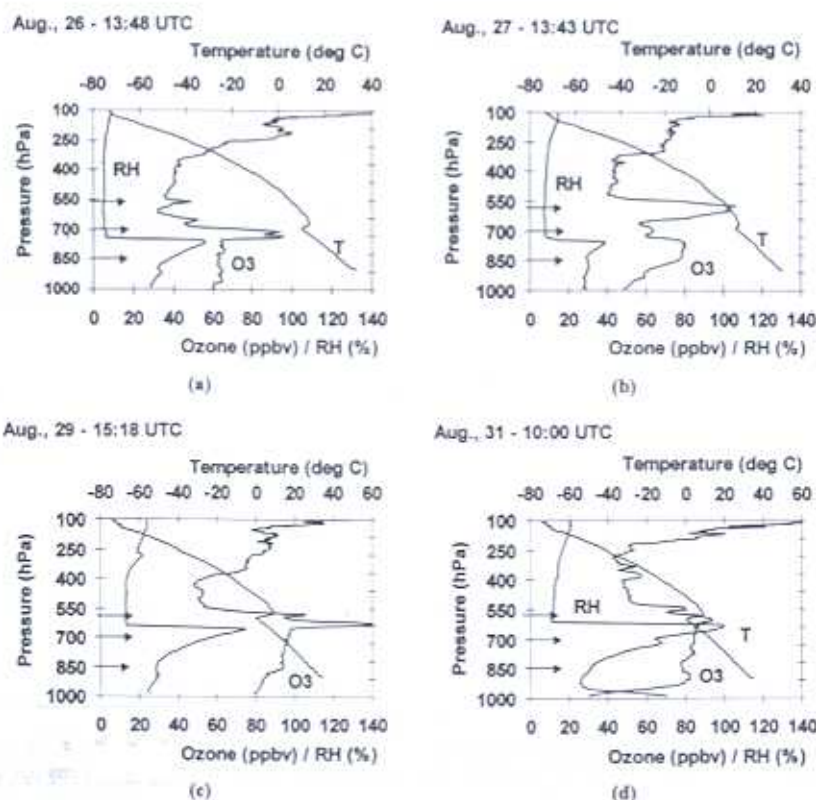 Aug., 26 - 13:48 UTC
Temperature (deg C)
-80 -60 -40 -20 0 20 40
Pressure (hPa)
100
250
400
550
700
850
1000
RH
T
O3
0 20 40 60 80 100 120 140
Ozone (ppbv) / RH (%)
(a)
Aug., 27 - 13:43 UTC
Temperature (deg C)
-80 -60 -40 -20 0 20 40
Pressure (hPa)
100
250
400
550
700
850
1000
RH
T
O3
0 20 40 60 80 100 120 140
Ozone (ppbv) / RH (%)
(b)
Aug., 29 - 15:18 UTC
Temperature (deg C)
-80 -60 -40 -20 0 20 40 60
Pressure (hPa)
100
250
400
550
700
850
1000
O3
0 20 40 60 80 100 120 140
Ozone (ppbv) / RH (%)
(c)
Aug., 31 - 10:00 UTC
Temperature (deg C)
-80 -60 -40 -20 0 20 40
Pressure (hPa)
100
250
400
550
700
850
1000
RH
T
O3
0 20 40 60 80 100 120 140
Ozone (ppbv) / RH (%)
(d)